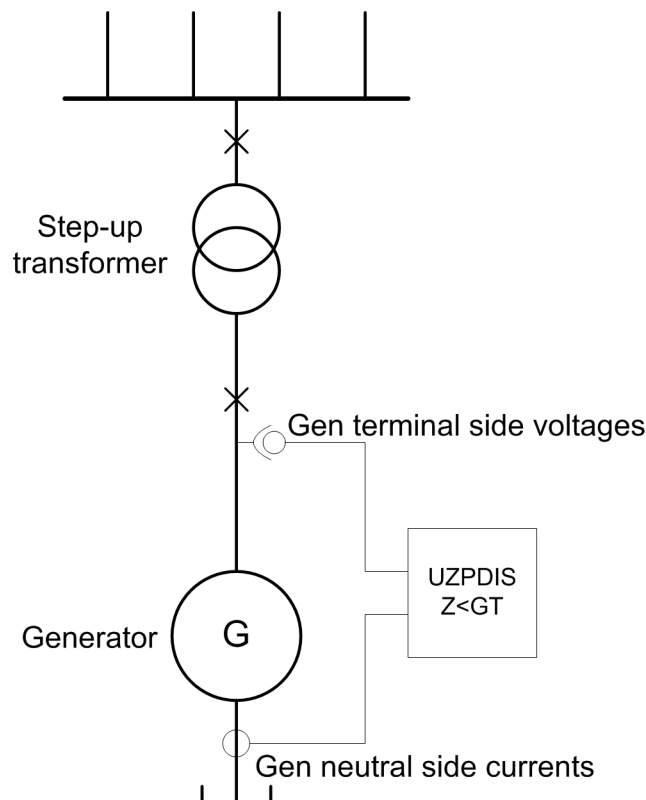 Step-up
transformer
Gen terminal side voltages
UZPDIS
Z<GT
Generator
G
Gen neutral side currents